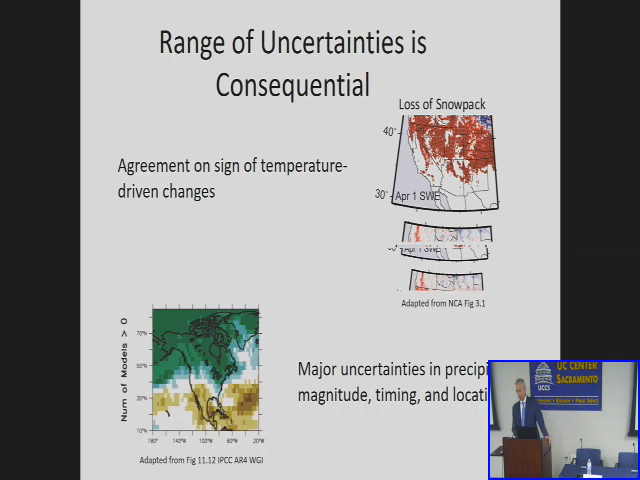 Range of Uncertainties is
Consequential
Loss of Snowpack
40°
Agreement on sign of temperature-
driven changes
30°
Apr 1 SWE
Apr 1 SWE
Adapted from NCA Fig 3.1
Num of Models > 0
70°N
50°N
30°N
10°N
180° 140° 100° 60° 20°W
Adapted from Fig 11.12 IPCC AR4 WGI
Major uncertainties in precipi
magnitude, timing, and locati
UC CENTER
SACRAMENTO
UCCS